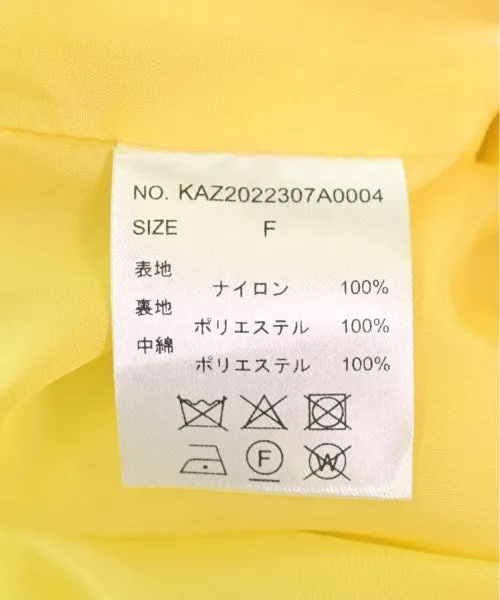 NO. KAZ2022307A0004
SIZE F
表地
ナイロン 100%
裏地
ポリエステル 100%
中綿
ポリエステル 100%
F W